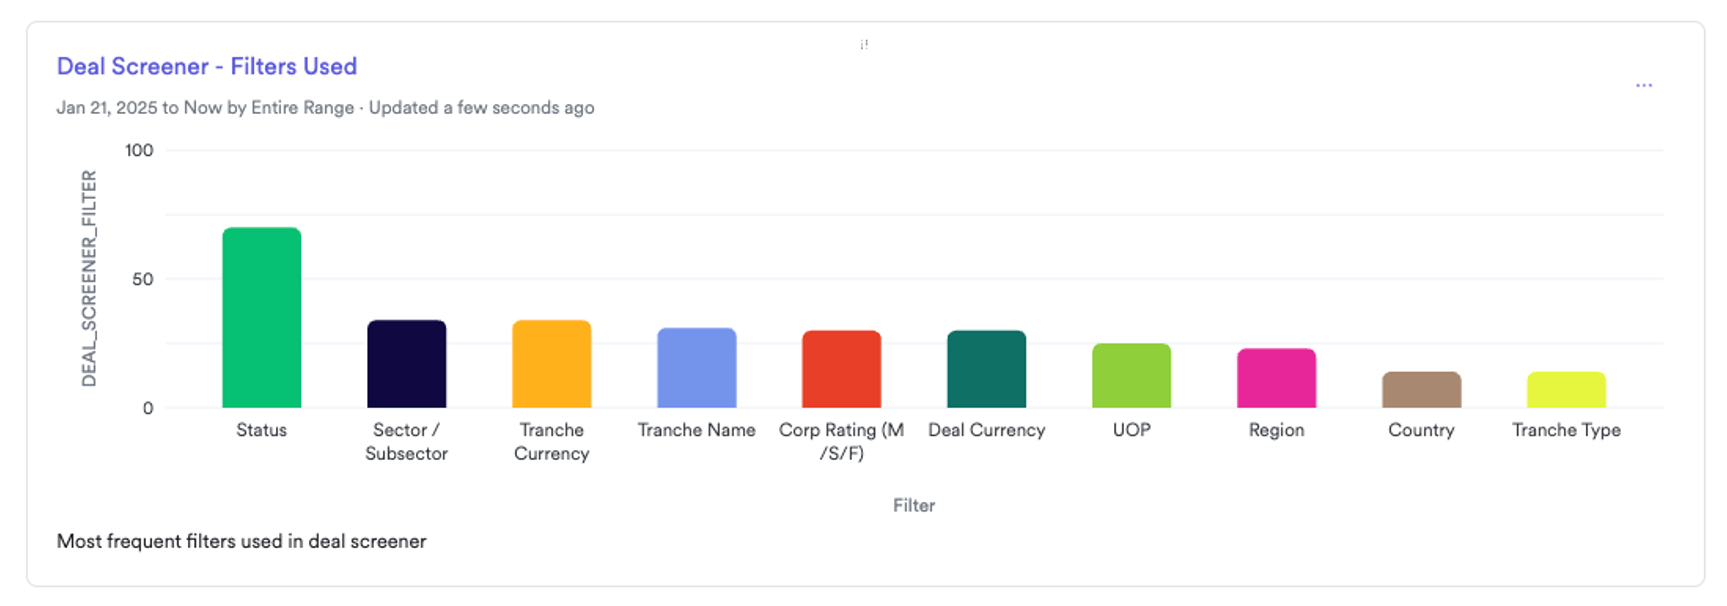 Deal Screener - Filters Used
...
Jan 21, 2025 to Now by Entire Range · Updated a few seconds ago
DEAL_SCREENER_FILTER
100
50
0
Status
Sector /
Subsector
Tranche
Currency
Tranche Name
Corp Rating (M
/S/F)
Deal Currency
UOP
Region
Country
Tranche Type
Filter
Most frequent filters used in deal screener